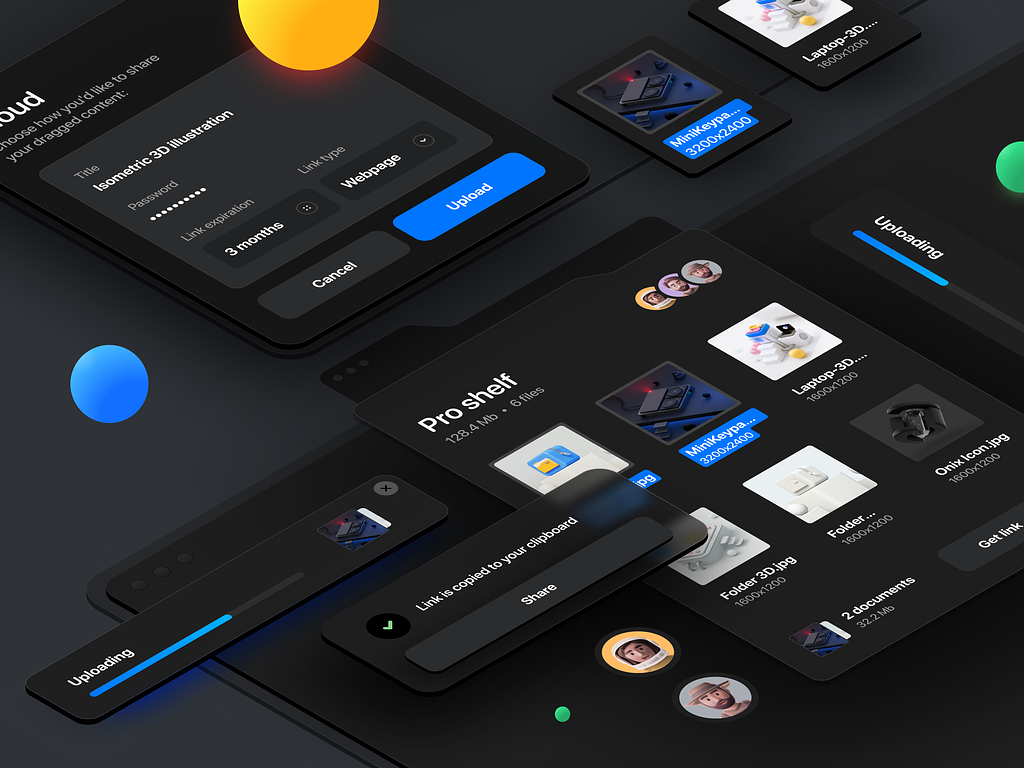 oud
hoose how you'd like to share
your dragged content:
Title
Isometric 3D illustration
Password
••••••••••
Link expiration
3 months
Link type
Webpage
Cancel
Upload
MiniKeypa...
3200x2400
Laptop-3D....
1600x1200
Uploading
Pro shelf
128.4 Mb • 6 files
jpg
MiniKeypa...
3200x2400
Laptop-3D....
1600x1200
Folder 3D.jpg
1600x1200
Folder...
1600x1200
Onix Icon.jpg
1600x1200
2 documents
32.2 Mb
Get link
Link is copied to your clipboard
Share
Uploading